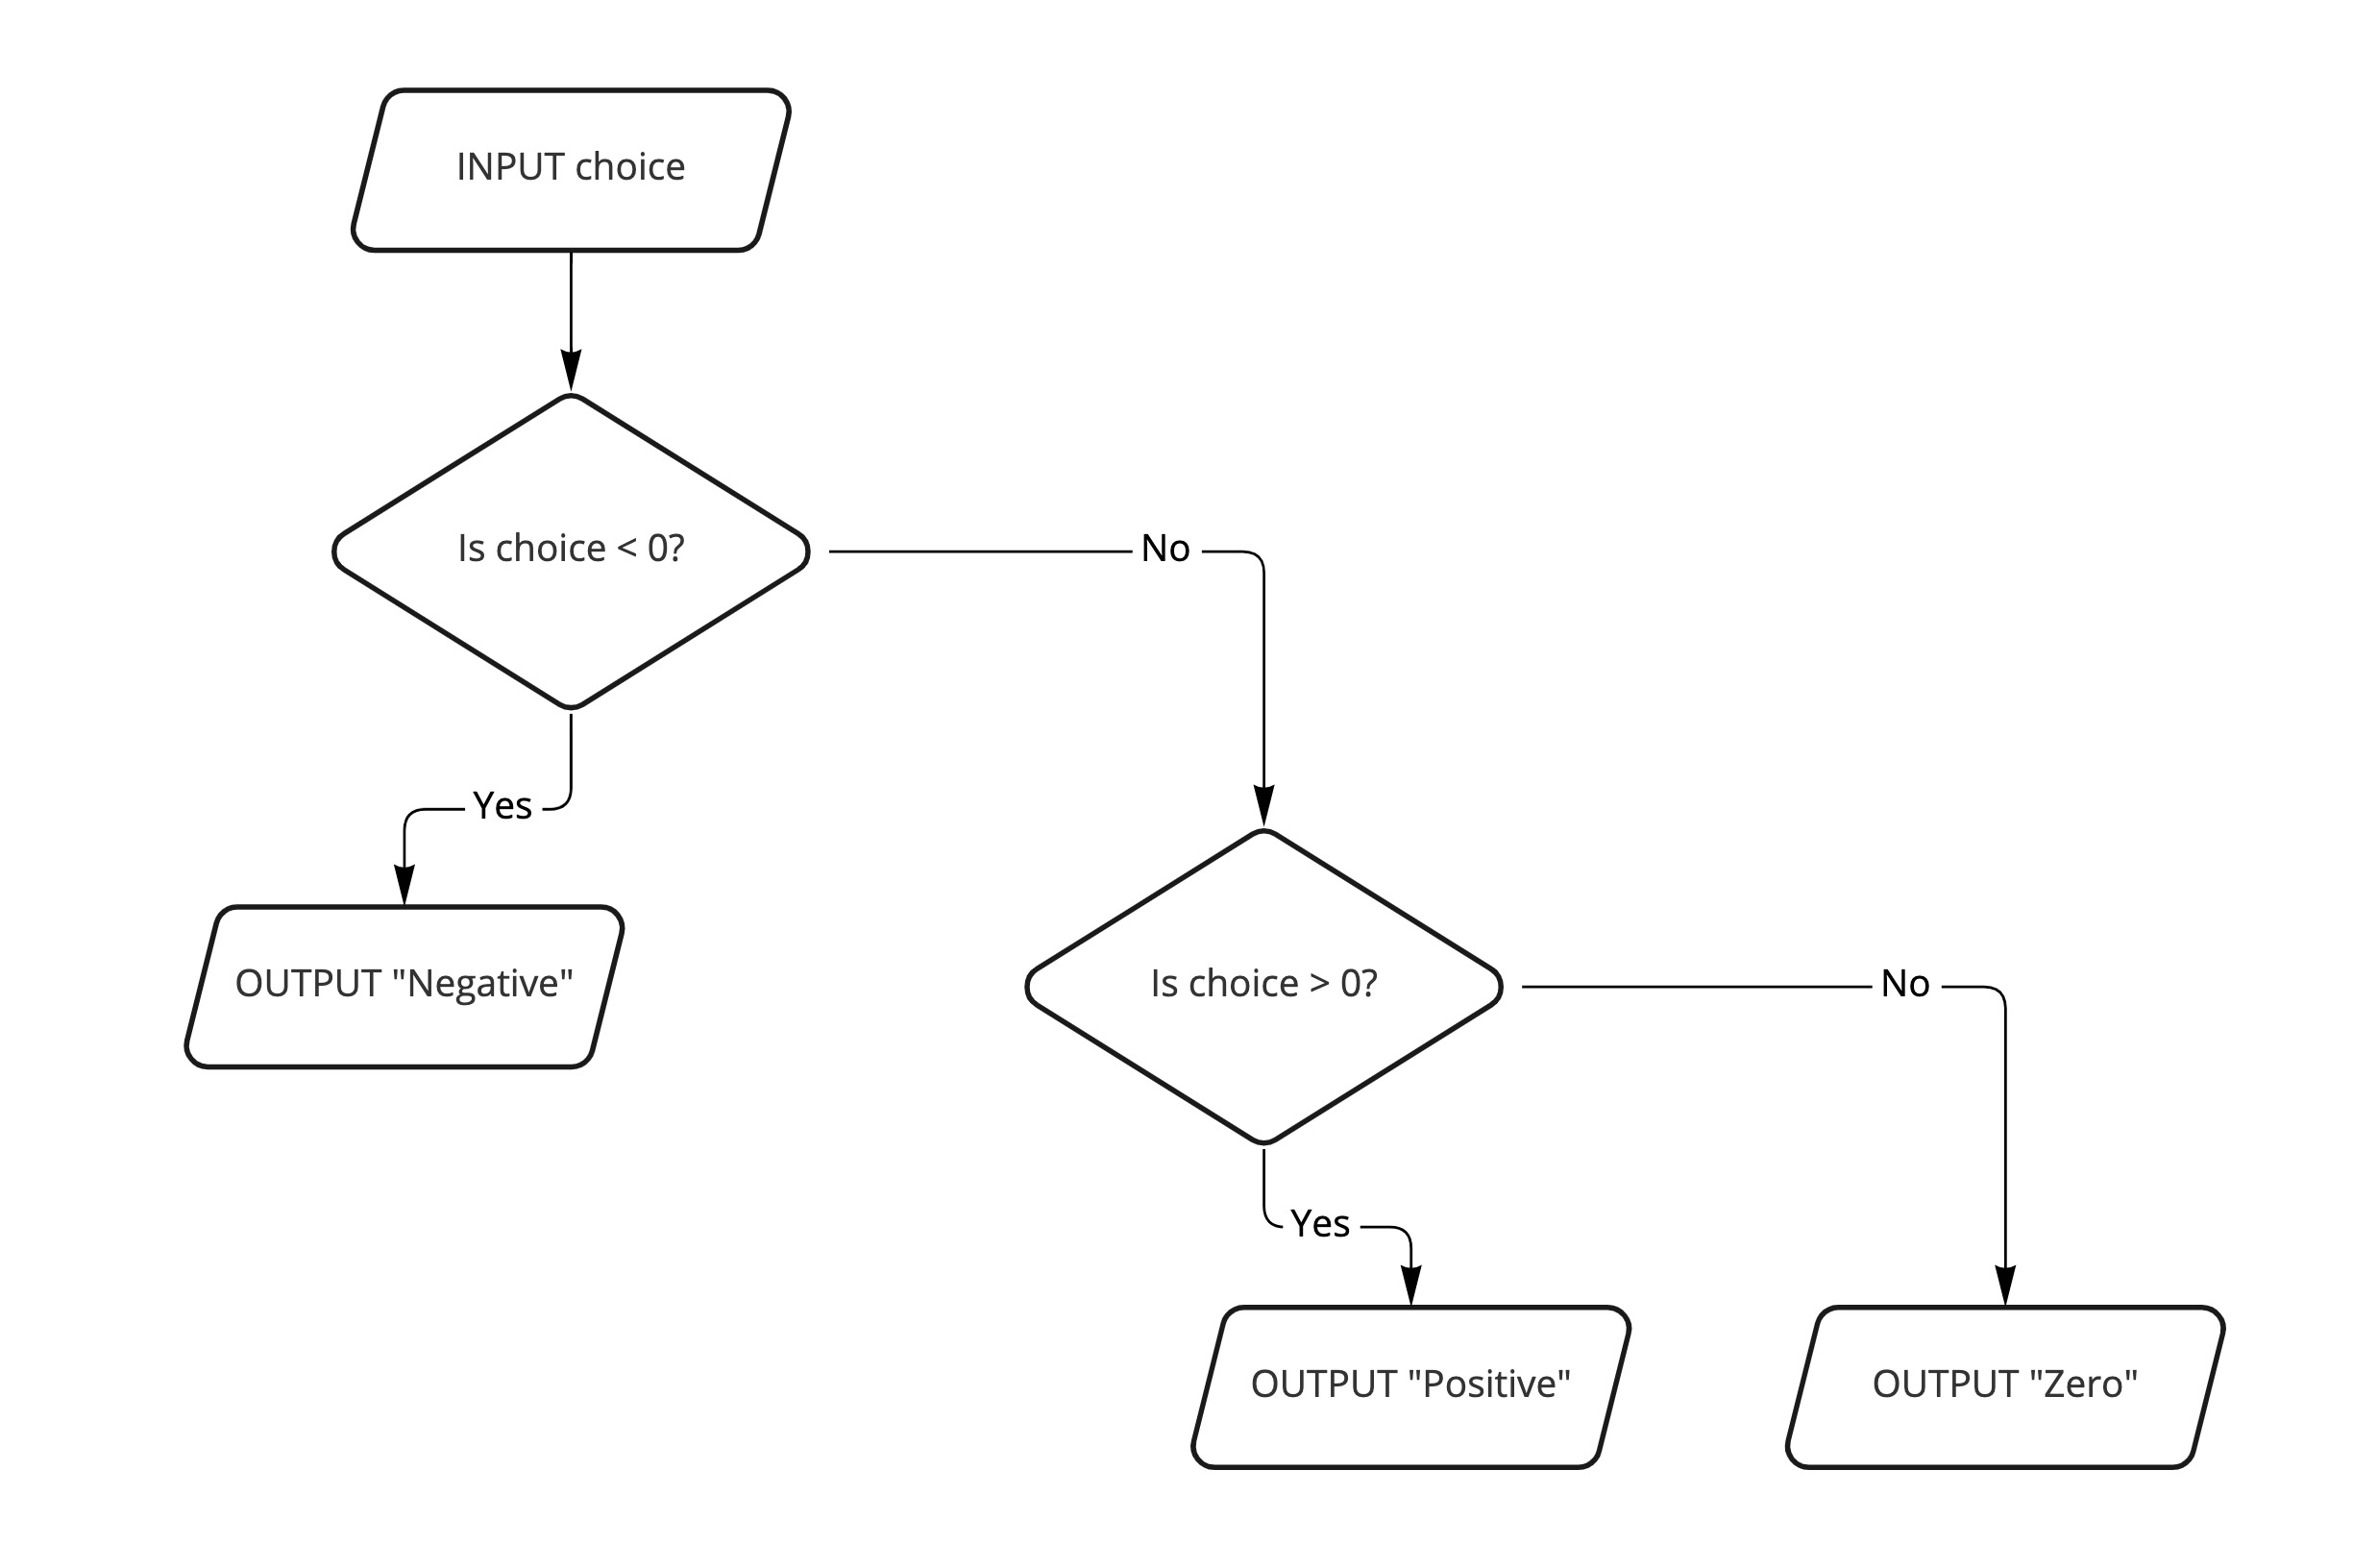 INPUT choice
Is choice < 0?
No
Yes
OUTPUT "Negative"
Is choice > 0?
No
Yes
OUTPUT "Positive"
OUTPUT "Zero"